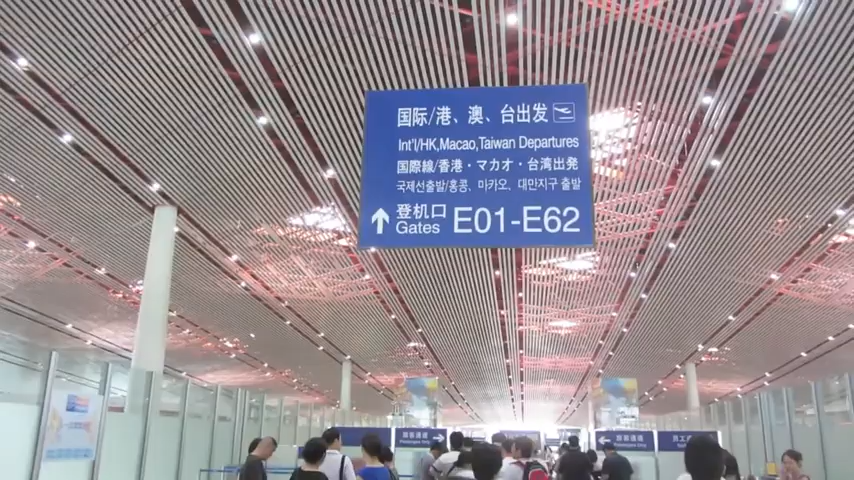 国际/港、澳、台出发
Int'l/HK,Macao,Taiwan Departures
国際線/香港・マカオ・台湾出発
국제선출발/홍콩、마카오、대만지구 출발
登机口
Gates
E01-E62